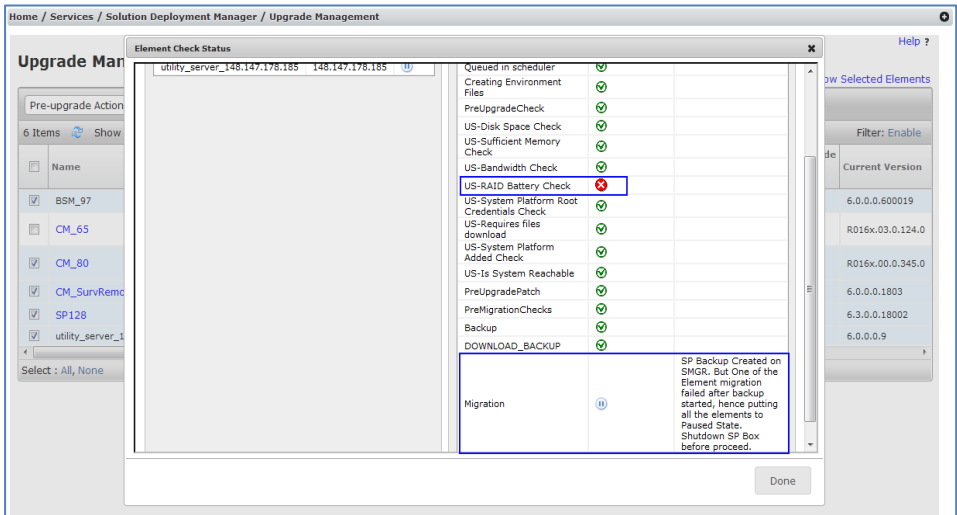 Home / Services / Solution Deployment Manager / Upgrade Management
Help ?
Element Check Status
Upgrade Man
ow Selected Elements
utility_server_148.147.178.185 148.147.178.185
Queued in scheduler
Creating Environment
Files
PreUpgradeCheck
US-Disk Space Check
US-Sufficient Memory
Check
US-Bandwidth Check
US-RAID Battery Check
US-System Platform Root
Credentials Check
US-Requires files
download
US-System Platform
Added Check
US-Is System Reachable
PreUpgradePatch
PreMigrationChecks
Backup
DOWNLOAD_BACKUP
Migration
SP Backup Created on
SMGR. But One of the
Element migration
failed after backup
started, hence putting
all the elements to
Paused State.
Shutdown SP Box
before proceed.
Done
Pre-upgrade Action
6 Items Show
Filter: Enable
Name
de
Current Version
BSM_97 6.0.0.0.600019
CM_65 R016x.03.0.124.0
CM_80 R016x.00.0.345.0
CM_SurvRemo 6.0.0.0.1803
SP128 6.3.0.0.18002
utility_server_1 6.0.0.0.9
Select : All, None